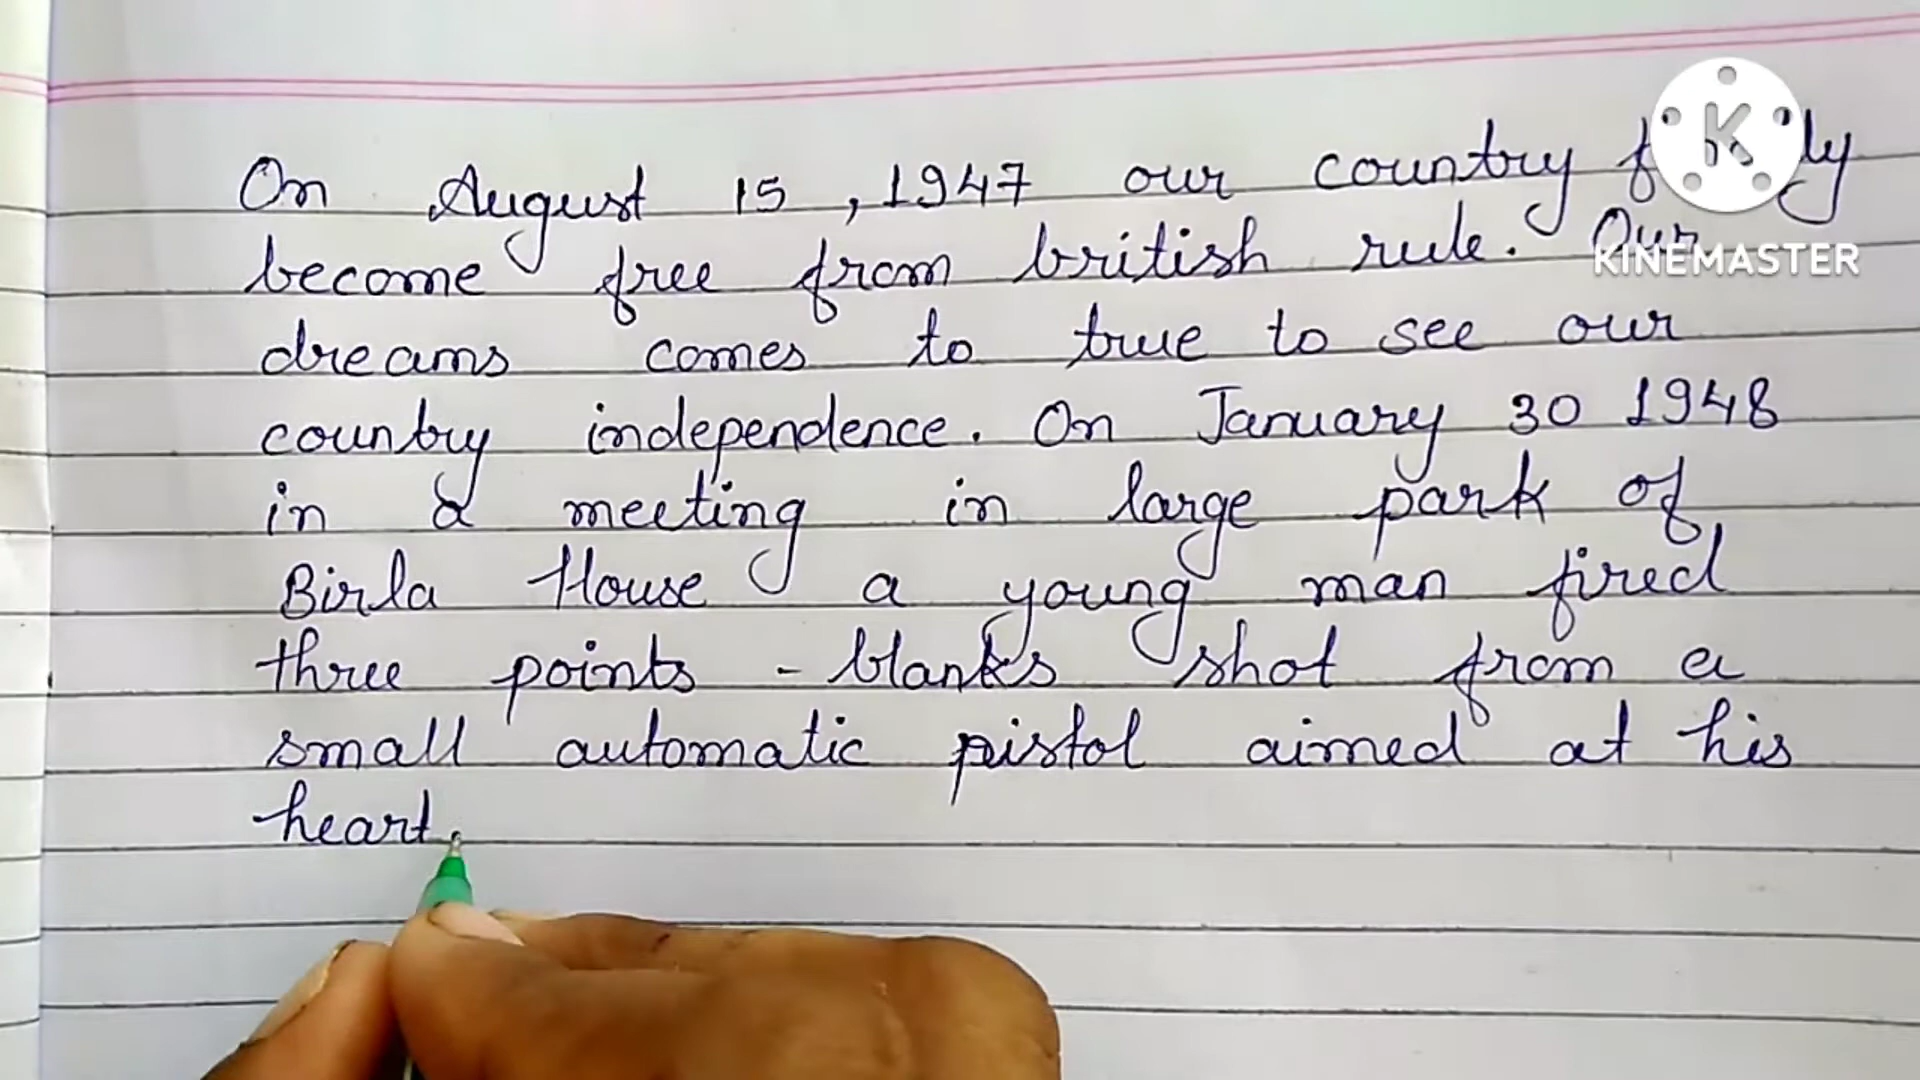 On August 15 , 1947 our country
become free from british rule. Our
dreams comes to true to see our
country independence. On January 30 1948
in a meeting in large park of
Birla House a young man fired
three points - blanks shot from a
small automatic pistol aimed at his
heart.
K
KINEMASTER